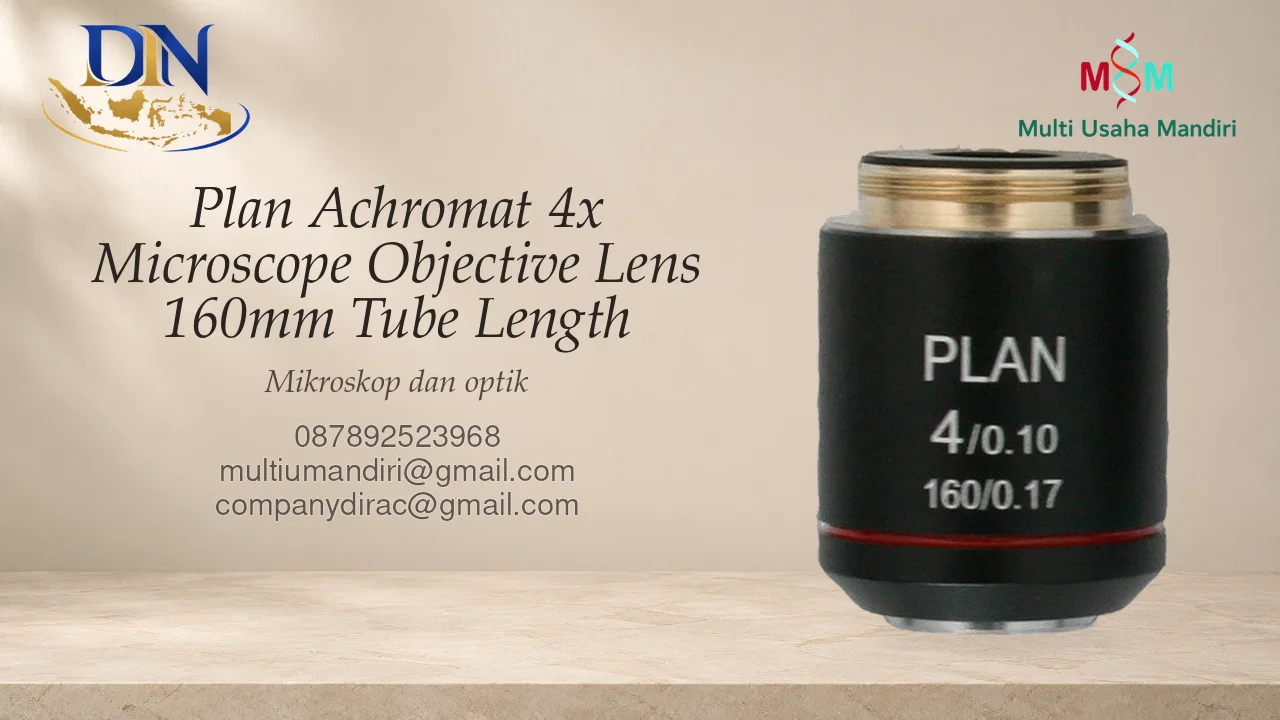 DN
M M
Multi Usaha Mandiri
Plan Achromat 4x
Microscope Objective Lens
160mm Tube Length
Mikroskop dan optik
087892523968
multiumandiri@gmail.com
companydirac@gmail.com
PLAN
4/0.10
160/0.17